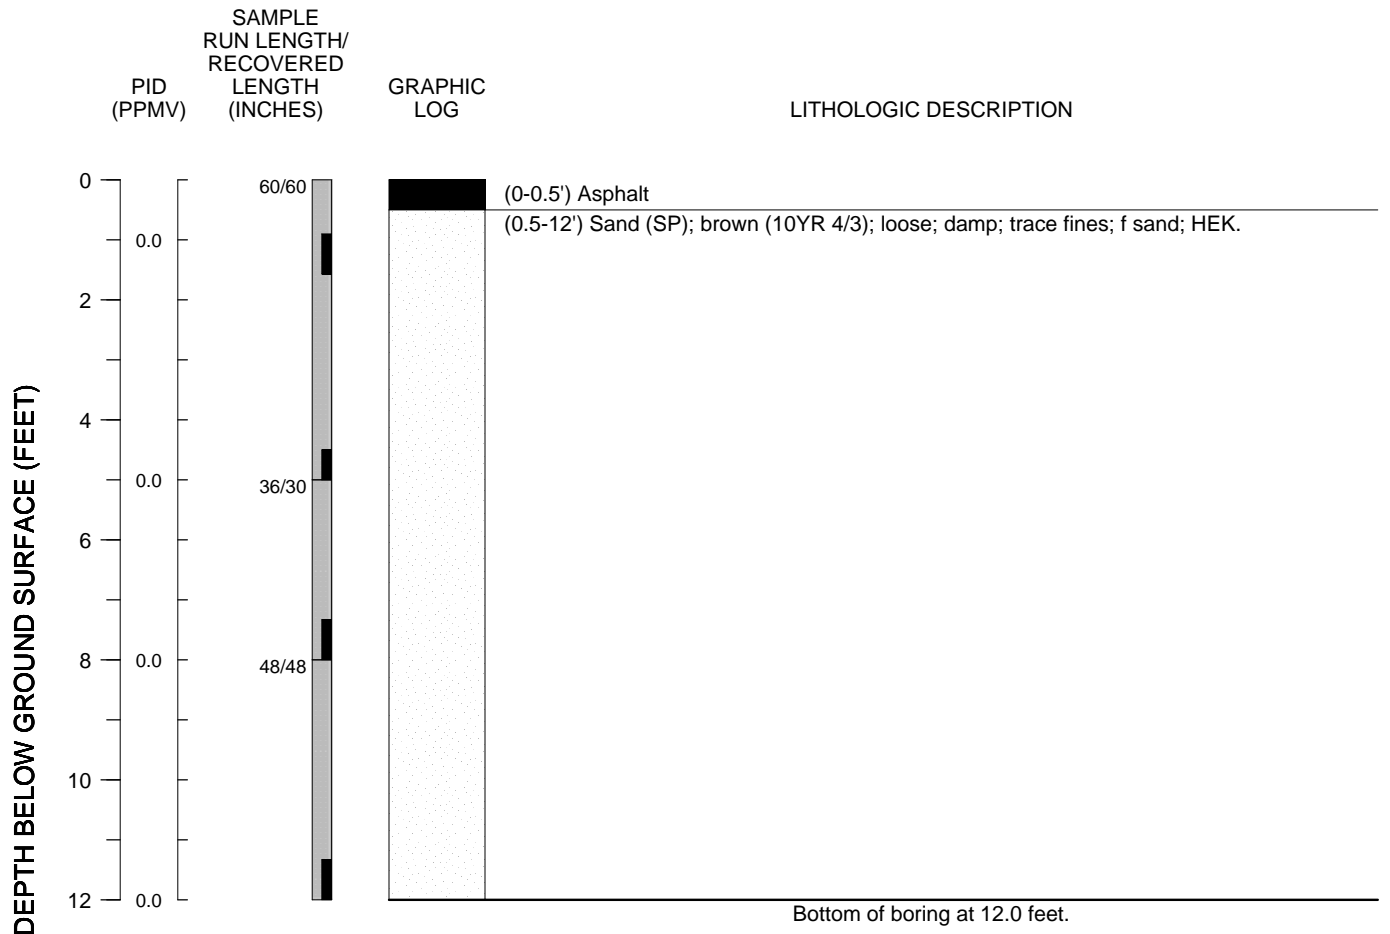 SAMPLE
RUN LENGTH/
RECOVERED
PID LENGTH GRAPHIC
(PPMV) (INCHES) LOG LITHOLOGIC DESCRIPTION
0 60/60 (0-0.5') Asphalt
(0.5-12') Sand (SP); brown (10YR 4/3); loose; damp; trace fines; f sand; HEK.
0.0
2
4
0.0 36/30
6
8 0.0 48/48
10
12 0.0
Bottom of boring at 12.0 feet.
DEPTH BELOW GROUND SURFACE (FEET)